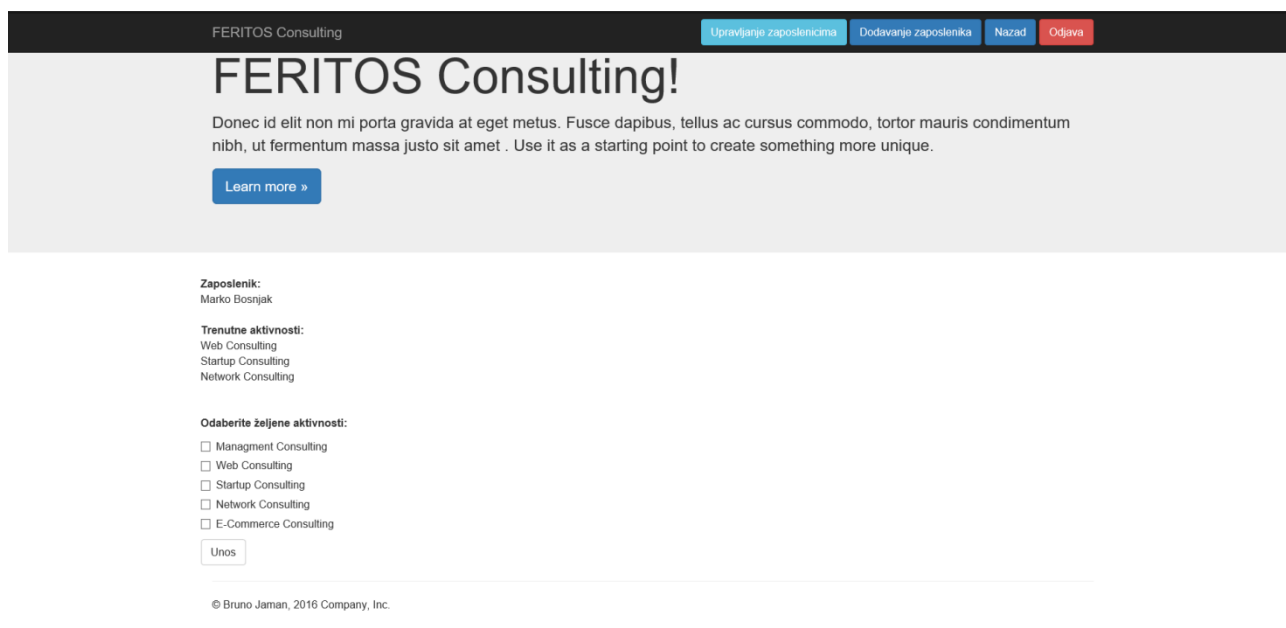 FERITOS Consulting
Upravljanje zaposlenicima
Dodavanje zaposlenika
Nazad
Odjava
FERITOS Consulting!
Donec id elit non mi porta gravida at eget metus. Fusce dapibus, tellus ac cursus commodo, tortor mauris condimentum
nibh, ut fermentum massa justo sit amet . Use it as a starting point to create something more unique.
Learn more »
Zaposlenik:
Marko Bosnjak
Trenutne aktivnosti:
Web Consulting
Startup Consulting
Network Consulting
Odaberite željene aktivnosti:
Managment Consulting
Web Consulting
Startup Consulting
Network Consulting
E-Commerce Consulting
Unos
© Bruno Jaman, 2016 Company, Inc.